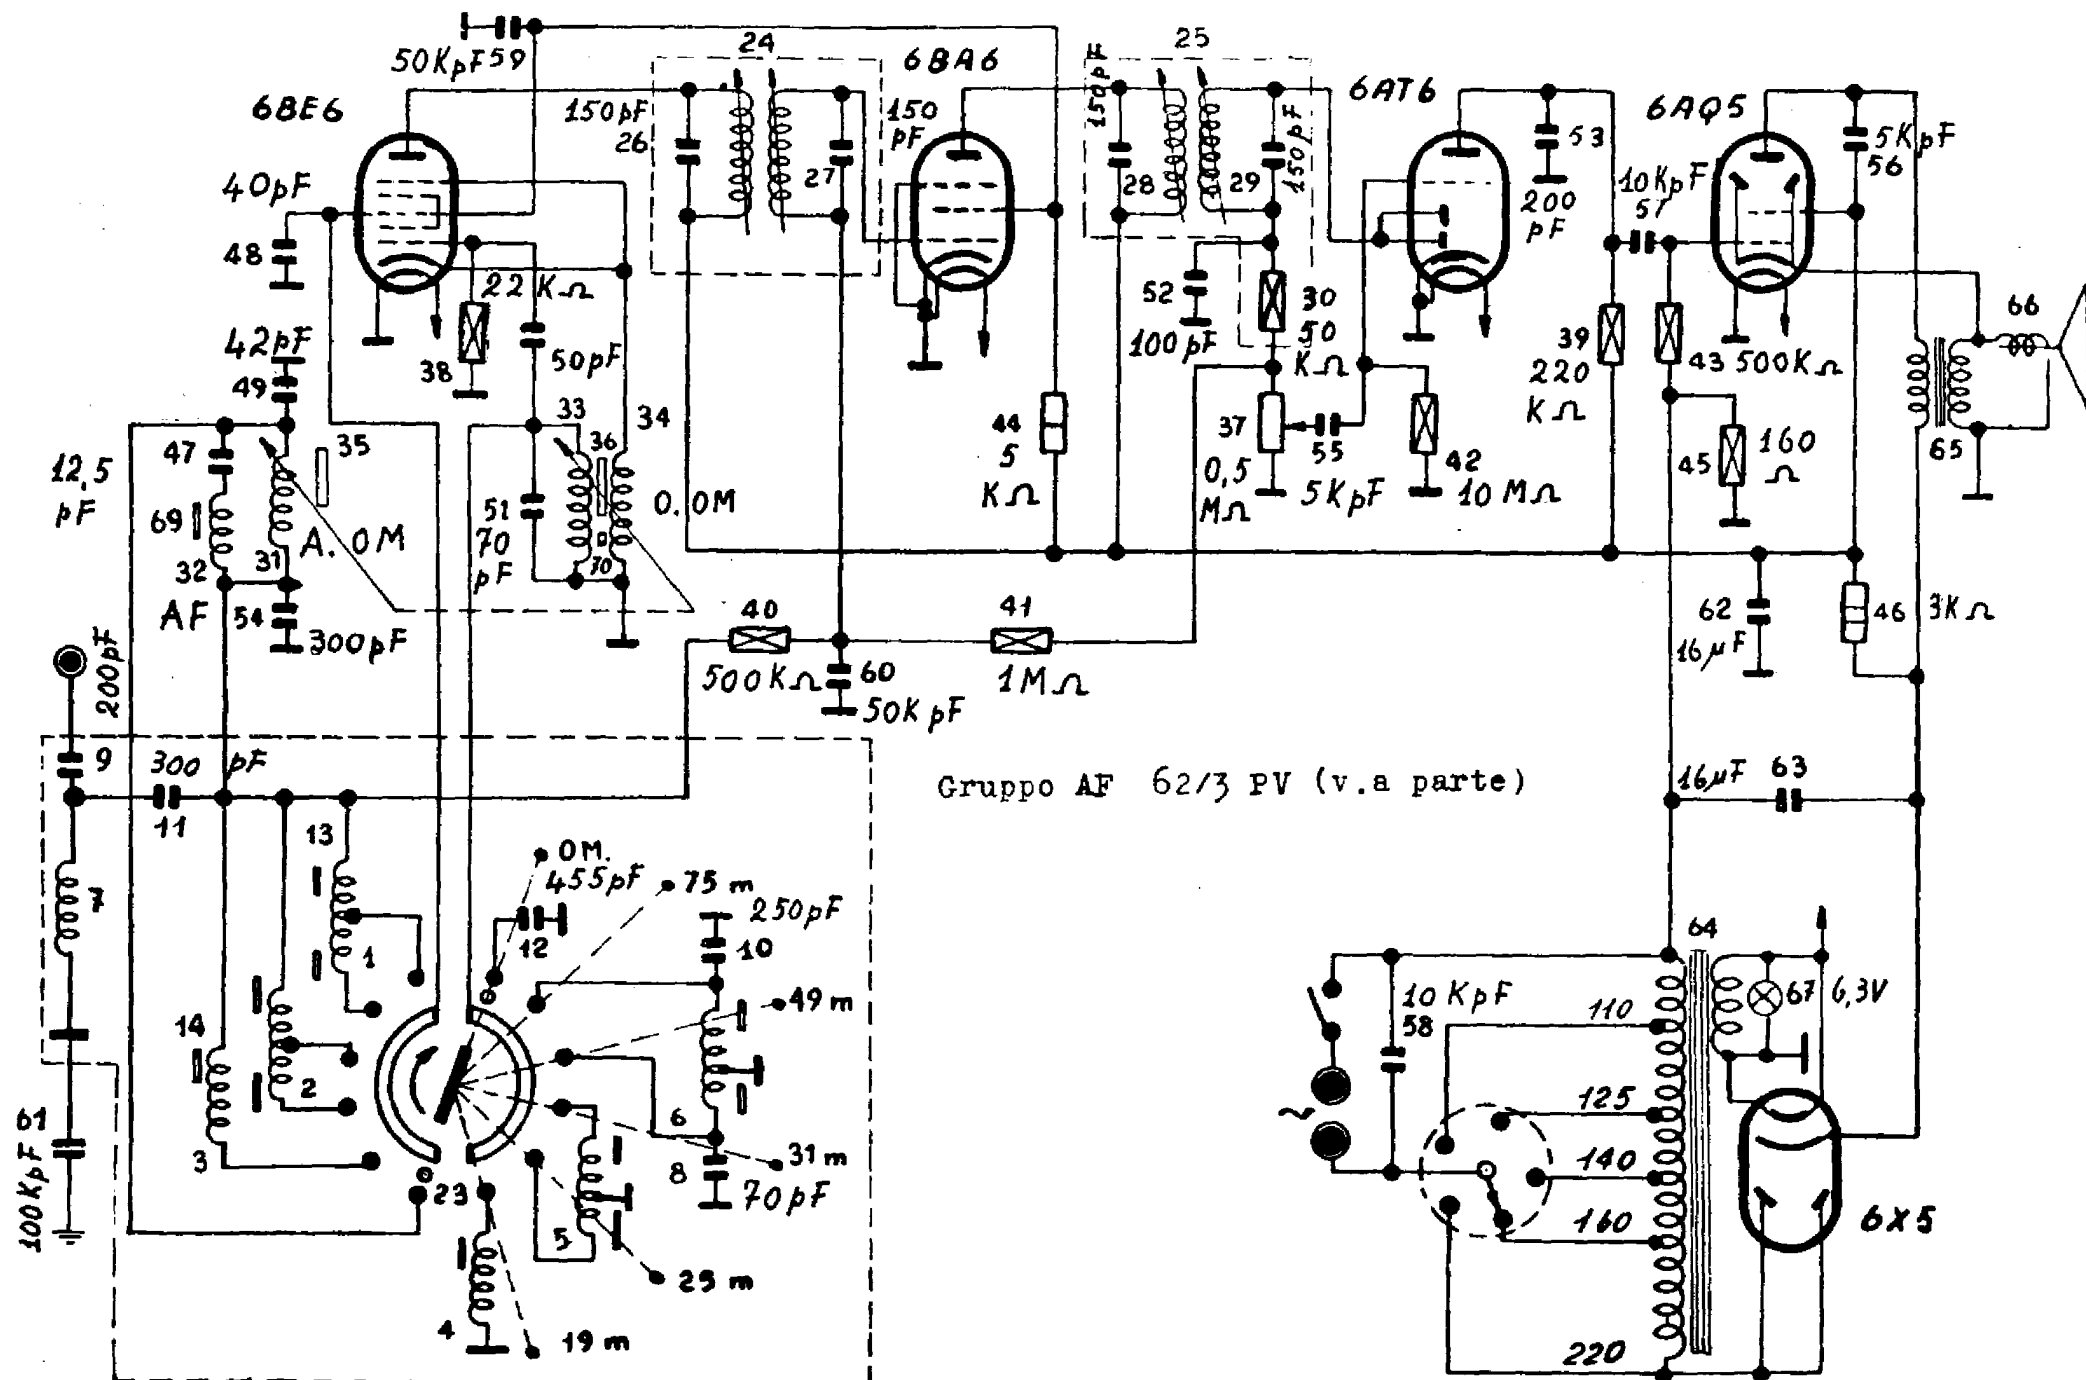 50KpF 59
24
6BA6
25
6BE6
150pF
26
27
150
pF
150pF
28
29
150pF
6AT6
53
200
pF
6AQ5
5KpF
56
10KpF
57
40pF
48
22 KΩ
38
50pF
42pF
49
52
100pF
30
50
KΩ
39
220
KΩ
43 500KΩ
66
65
12,5
pF
47
35
33
36
34
44
5
KΩ
37
0,5
MΩ
55
5KpF
42
10 MΩ
45
160
Ω
69
32
31
A. OM
51
70
pF
70
O.OM
AF
54
300pF
200pF
40
500KΩ
60
50KpF
41
1MΩ
62
16µF
46
3KΩ
9
300 pF
11
Gruppo AF 62/3 PV (v.a parte)
16µF 63
7
13
1
OM.
455pF
12
75 m
250pF
10
49 m
14
2
3
6
8
70pF
31 m
61
100KpF
23
5
25 m
4
19 m
64
10 KpF
58
110
125
140
160
220
67
6,3V
~
6X5